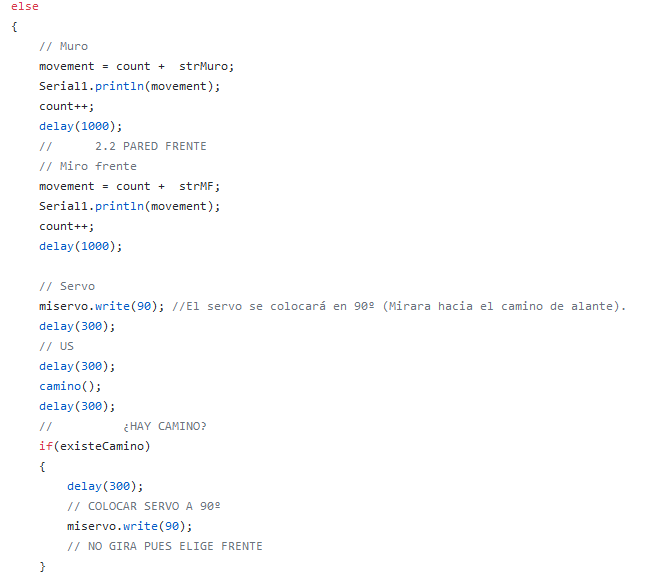 else
{
    // Muro
    movement = count +  strMuro;
    Serial1.println(movement);
    count++;
    delay(1000);
    //      2.2 PARED FRENTE
    // Miro frente
    movement = count +  strMF;
    Serial1.println(movement);
    count++;
    delay(1000);

    // Servo
    miservo.write(90); //El servo se colocará en 90º (Mirara hacia el camino de alante).
    delay(300);
    // US
    delay(300);
    camino();
    delay(300);
    //          ¿HAY CAMINO?
    if(existeCamino)
    {
        delay(300);
        // COLOCAR SERVO A 90º
        miservo.write(90);
        // NO GIRA PUES ELIGE FRENTE
    }